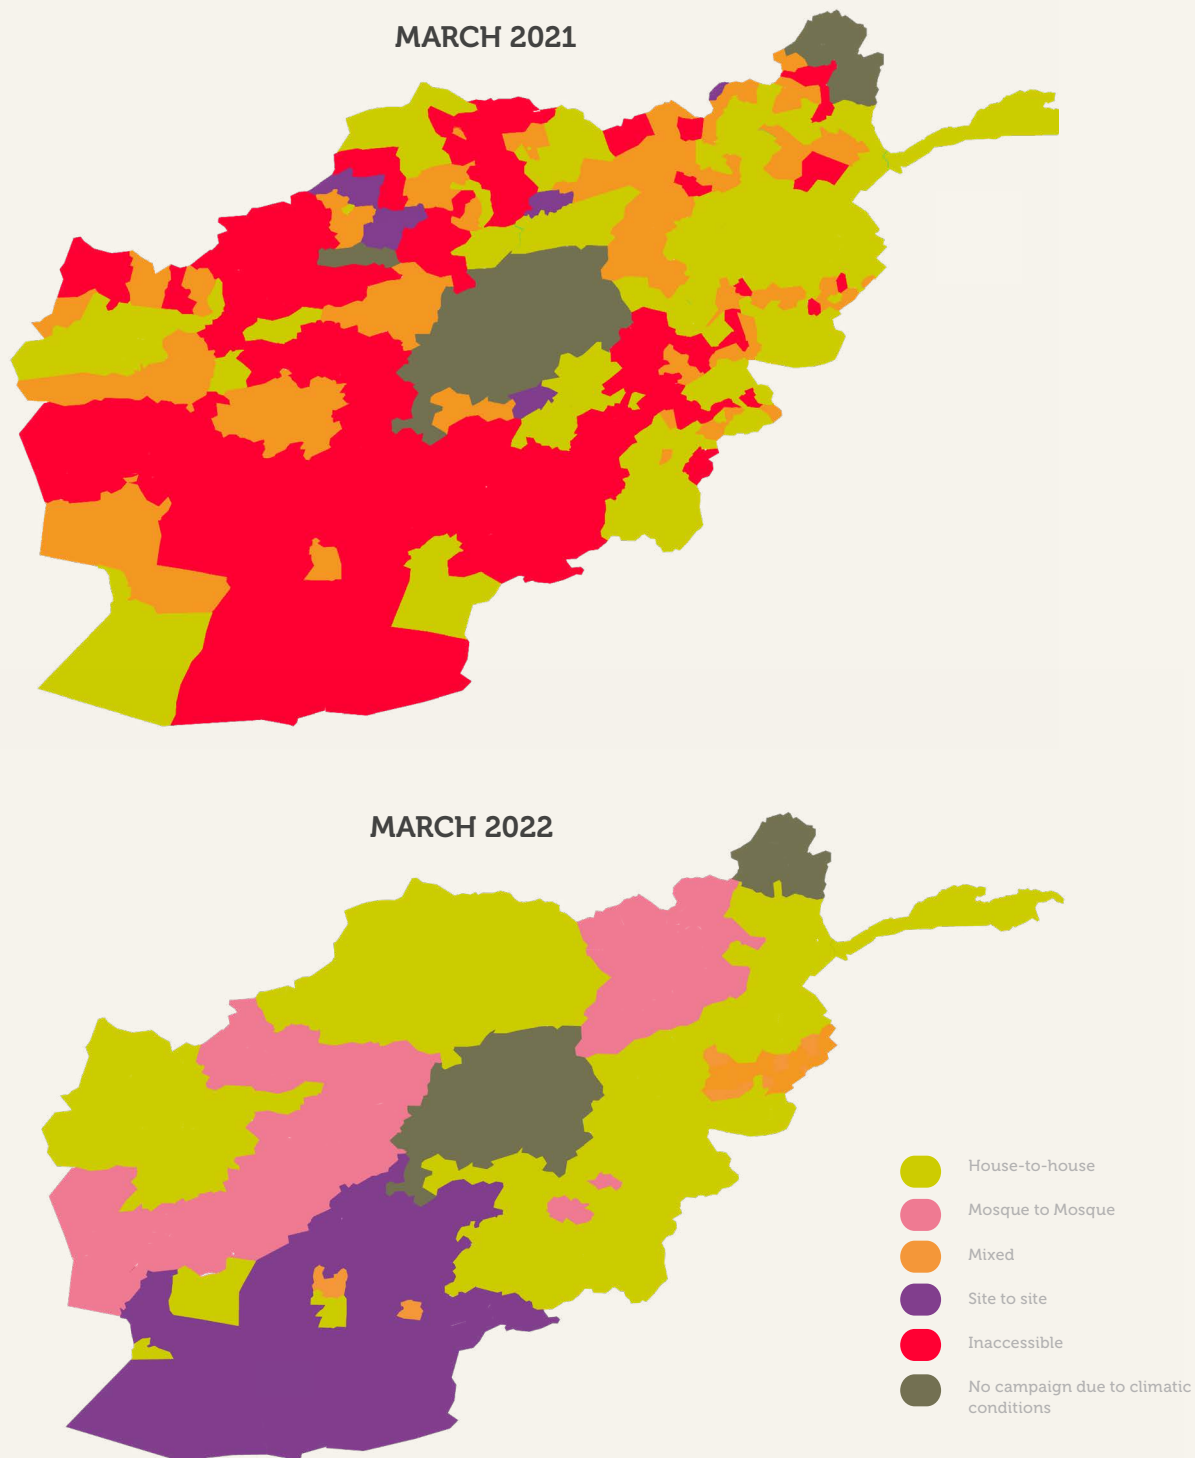 MARCH 2021
MARCH 2022
House-to-house
Mosque to Mosque
Mixed
Site to site
Inaccessible
No campaign due to climatic
conditions